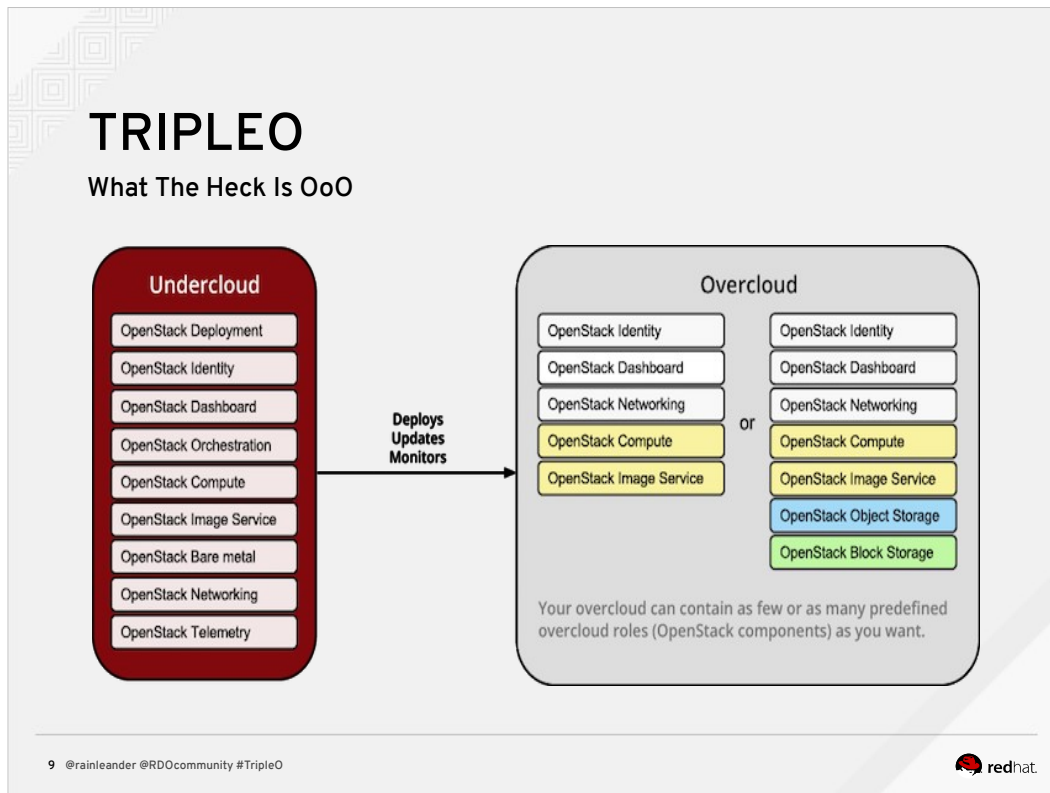 TRIPLEO
What The Heck Is OoO
Undercloud
OpenStack Deployment
OpenStack Identity
OpenStack Dashboard
OpenStack Orchestration
OpenStack Compute
OpenStack Image Service
OpenStack Bare metal
OpenStack Networking
OpenStack Telemetry
Deploys
Updates
Monitors
Overcloud
OpenStack Identity
OpenStack Dashboard
OpenStack Networking
OpenStack Compute
OpenStack Image Service
or
OpenStack Identity
OpenStack Dashboard
OpenStack Networking
OpenStack Compute
OpenStack Image Service
OpenStack Object Storage
OpenStack Block Storage
Your overcloud can contain as few or as many predefined
overcloud roles (OpenStack components) as you want.
9 @rainleander @RDOcommunity #TripleO
redhat.